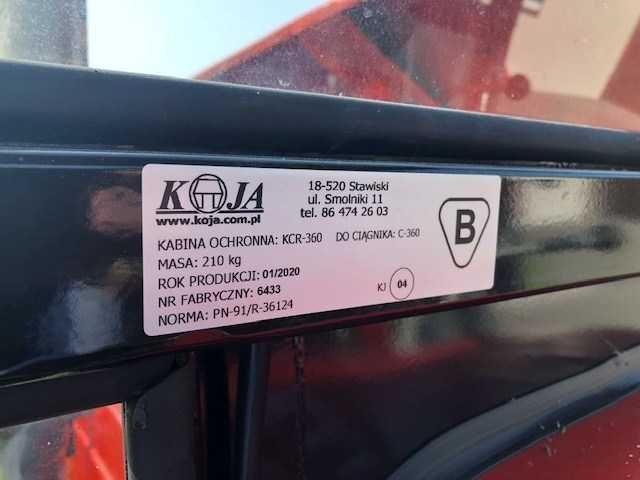 KOJA
www.koja.com.pl
18-520 Stawiski
ul. Smolniki 11
tel. 86 474 26 03
B
KABINA OCHRONNA: KCR-360 DO CIĄGNIKA: C-360
MASA: 210 kg
ROK PRODUKCJI: 01/2020
NR FABRYCZNY: 6433
KJ 04
NORMA: PN-91/R-36124